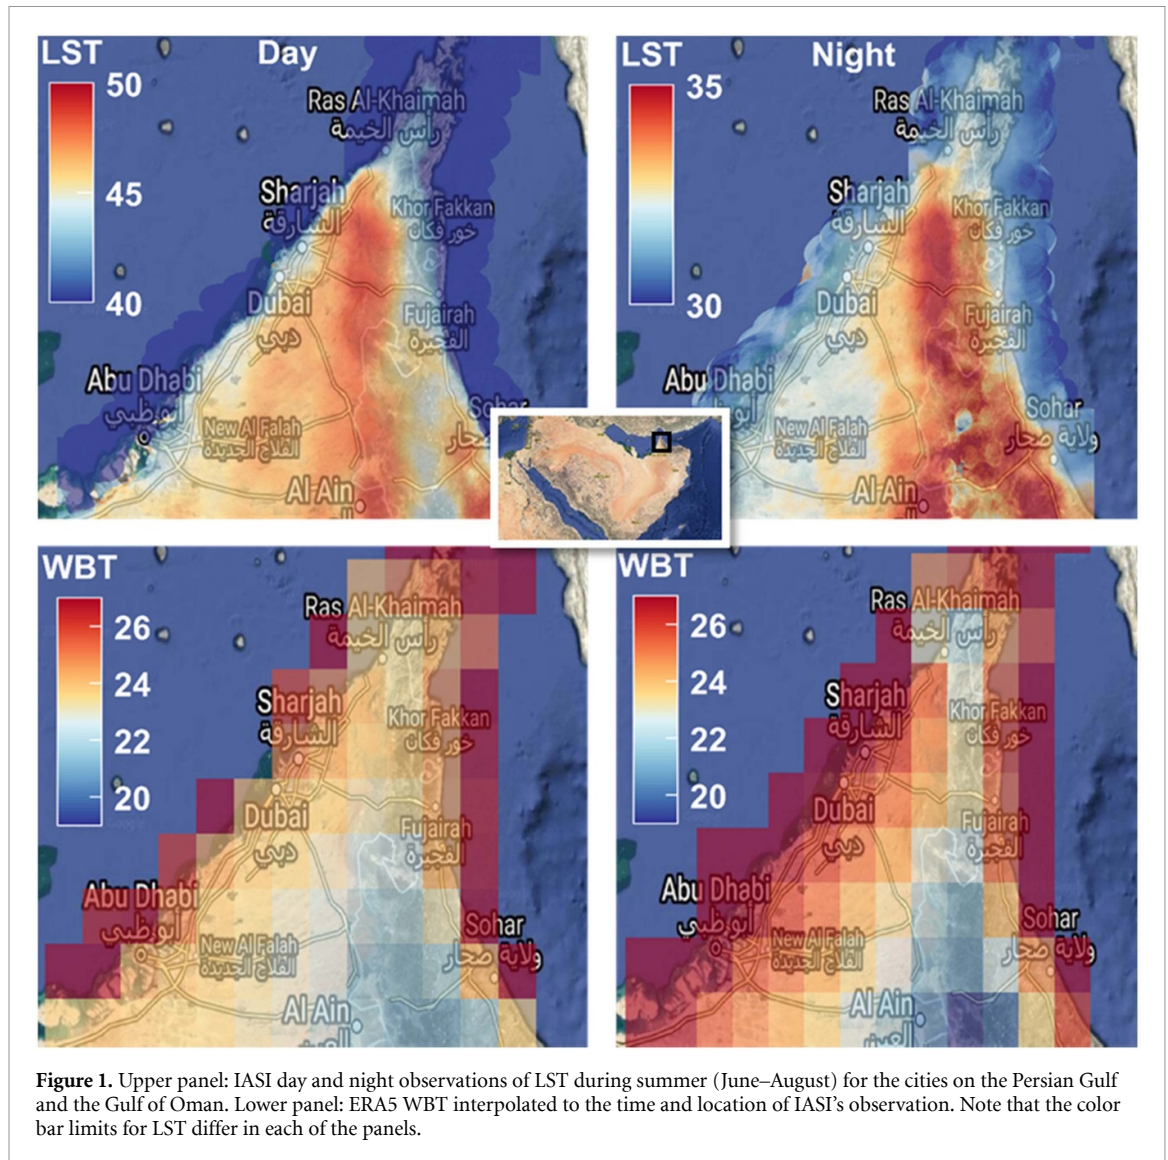 LST
Day
50
45
40
Ras Al-Khaimah
رأس الخيمة
Sharjah
الشارقة
Khor Fakkan
خور فكان
Dubai
دبي
Fujairah
الفجيرة
Abu Dhabi
أبوظبي
New Al Falah
الفلاح الجديدة
Sohar
صحار
Al Ain
LST
Night
35
30
Ras Al-Khaimah
رأس الخيمة
Sharjah
الشارقة
Khor Fakkan
خور فكان
Dubai
دبي
Fujairah
الفجيرة
Abu Dhabi
New Al Falah
الفلاح الجديدة
Sohar
ولاية صحار
Al Ain
WBT
26
24
22
20
Ras Al-Khaimah
رأس الخيمة
Sharjah
الشارقة
Khor Fakkan
خور فكان
Dubai
دبي
Fujairah
الفجيرة
Abu Dhabi
أبوظبي
New Al Falah
الفلاح الجديدة
Sohar
ولاية صحار
Al Ain
العين
WBT
26
24
22
20
Ras Al-Khaimah
رأس الخيمة
Sharjah
الشارقة
Khor Fakkan
خور فكان
Dubai
دبي
Fujairah
الفجيرة
Abu Dhabi
أبوظبي
New Al Falah
الفلاح الجديدة
Sohar
ولاية صحار
Al Ain
العين
Figure 1. Upper panel: IASI day and night observations of LST during summer (June–August) for the cities on the Persian Gulf
and the Gulf of Oman. Lower panel: ERA5 WBT interpolated to the time and location of IASI’s observation. Note that the color
bar limits for LST differ in each of the panels.